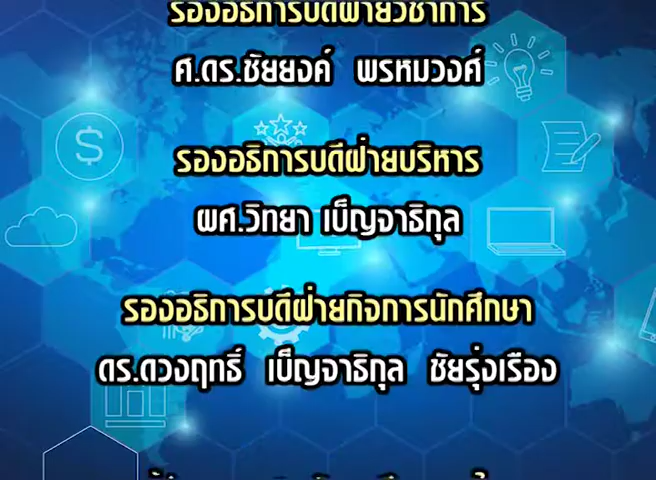 รองอธิการบดีฝ่ายวิชาการ
ศ.ดร.ชัยยงค์ พรหมวงศ์
รองอธิการบดีฝ่ายบริหาร
ผศ.วิทยา เบ็ญจาธิกุล
รองอธิการบดีฝ่ายกิจการนักศึกษา
ดร.ดวงฤทธิ์ เบ็ญจาธิกุล ชัยรุ่งเรือง